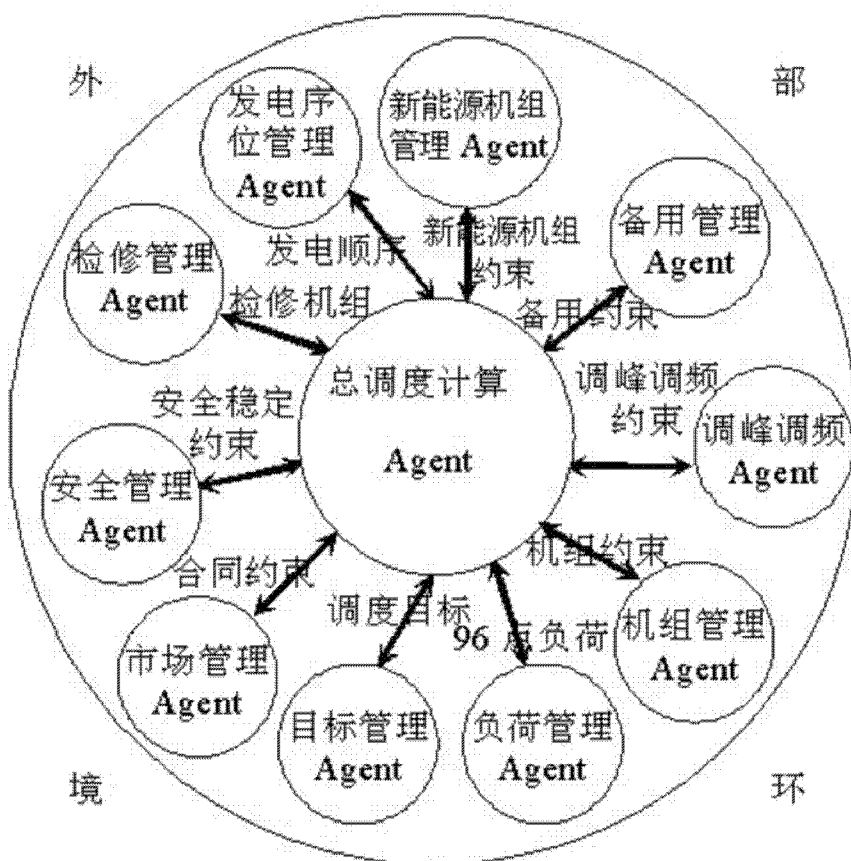 外
部
发电序
位管理
Agent
新能源机组
管理 Agent
备用管理
Agent
检修管理
Agent
发电顺序
新能源机组
约束
检修机组
备用约束
总调度计算
Agent
调峰调频
约束
调峰调频
Agent
安全稳定
约束
安全管理
Agent
合同约束
机组约束
调度目标
96 点负荷
市场管理
Agent
机组管理
Agent
目标管理
Agent
负荷管理
Agent
境
环